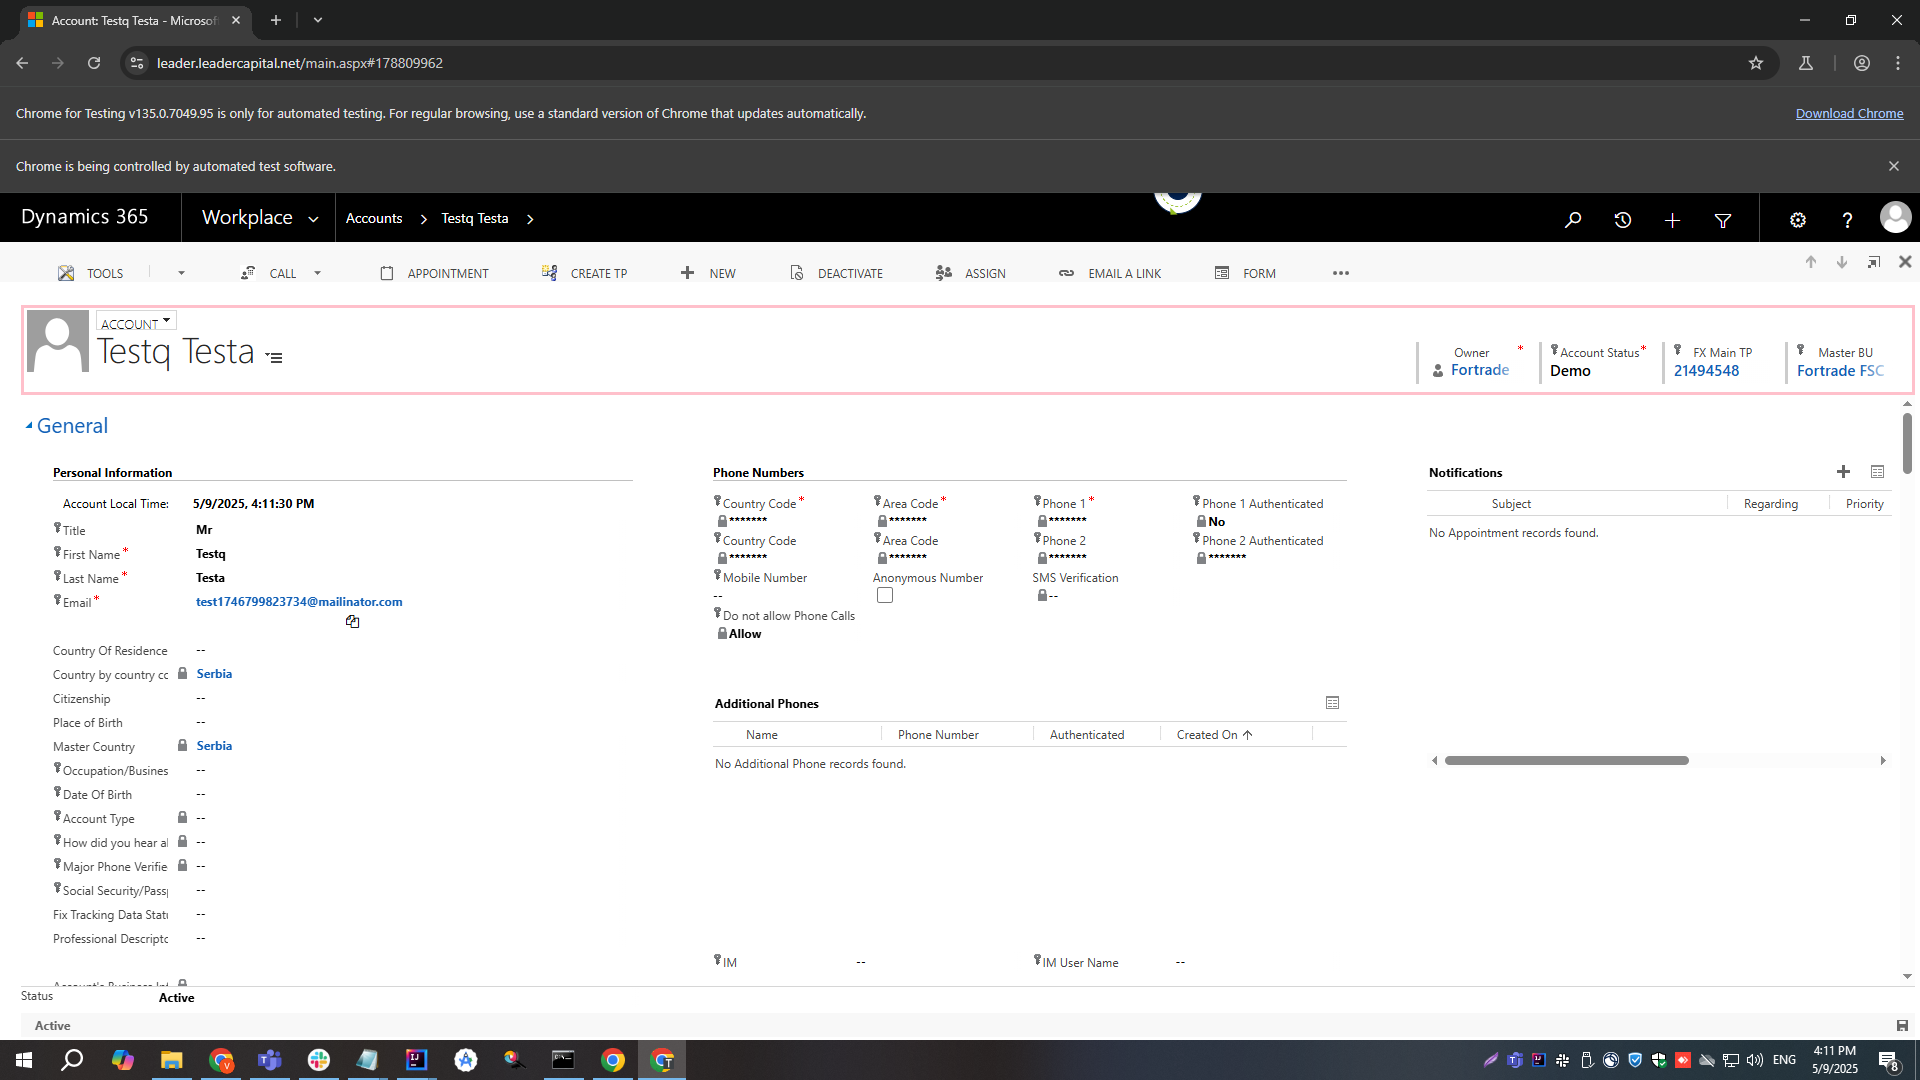 Account: Testq Testa - Microsof
leader.leadercapital.net/main.aspx#178809962
Chrome for Testing v135.0.7049.95 is only for automated testing. For regular browsing, use a standard version of Chrome that updates automatically.
Download Chrome
Chrome is being controlled by automated test software.
Dynamics 365
Workplace
Accounts
Testq Testa
TOOLS
CALL
APPOINTMENT
CREATE TP
NEW
DEACTIVATE
ASSIGN
EMAIL A LINK
FORM
ACCOUNT
Testq Testa
Owner *
Fortrade
Account Status *
Demo
FX Main TP
21494548
Master BU
Fortrade FSC
General
Personal Information
Account Local Time: 5/9/2025, 4:11:30 PM
Title Mr
First Name * Testq
Last Name * Testa
Email * test1746799823734@mailinator.com
Country Of Residence --
Country by country cc Serbia
Citizenship --
Place of Birth --
Master Country Serbia
Occupation/Busines --
Date Of Birth --
Account Type --
How did you hear a --
Major Phone Verifie --
Social Security/Pass --
Fix Tracking Data Stat --
Professional Descripto --
Phone Numbers
Country Code * Area Code * Phone 1 * Phone 1 Authenticated
******* ******* ******* No
Country Code Area Code Phone 2 Phone 2 Authenticated
******* ******* ******* *******
Mobile Number Anonymous Number SMS Verification
-- --
Do not allow Phone Calls
Allow
Additional Phones
Name Phone Number Authenticated Created On
No Additional Phone records found.
IM -- IM User Name --
Notifications
Subject Regarding Priority
No Appointment records found.
Status Active
Active
ENG
4:11 PM
5/9/2025
8